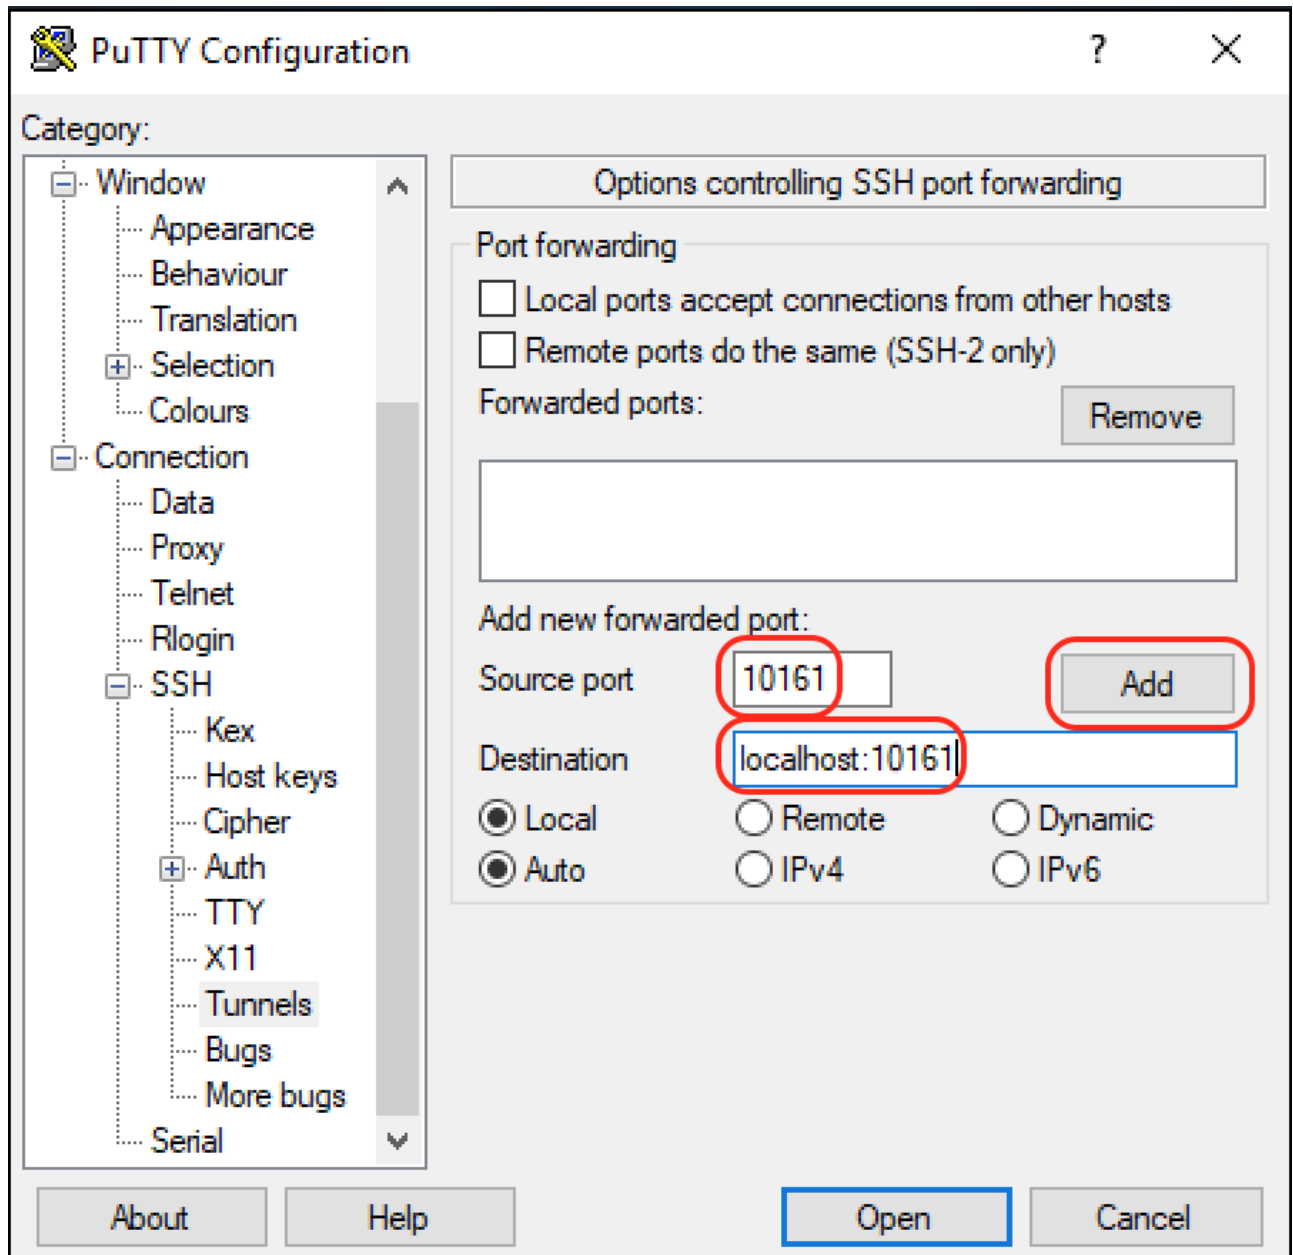 PuTTY Configuration
?
Category:
Window
Appearance
Behaviour
Translation
Selection
Colours
Connection
Data
Proxy
Telnet
Rlogin
SSH
Kex
Host keys
Cipher
Auth
TTY
X11
Tunnels
Bugs
More bugs
Serial
Options controlling SSH port forwarding
Port forwarding
Local ports accept connections from other hosts
Remote ports do the same (SSH-2 only)
Forwarded ports:
Remove
Add new forwarded port:
Source port 10161 Add
Destination localhost:10161
Local Remote Dynamic
Auto IPv4 IPv6
About Help Open Cancel